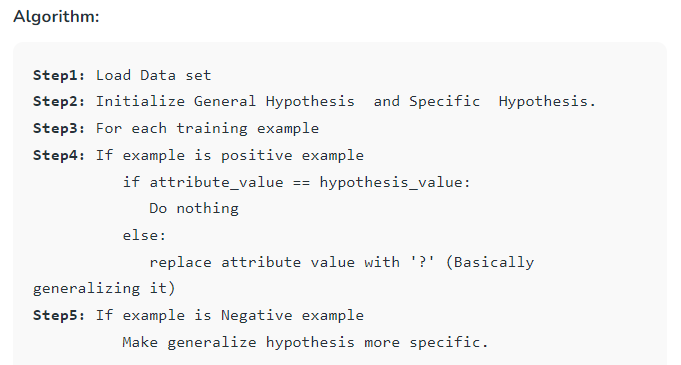 Algorithm:
Step1: Load Data set
Step2: Initialize General Hypothesis  and Specific  Hypothesis.
Step3: For each training example
Step4: If example is positive example
          if attribute_value == hypothesis_value:
             Do nothing
          else:
             replace attribute value with '?' (Basically
generalizing it)
Step5: If example is Negative example
          Make generalize hypothesis more specific.